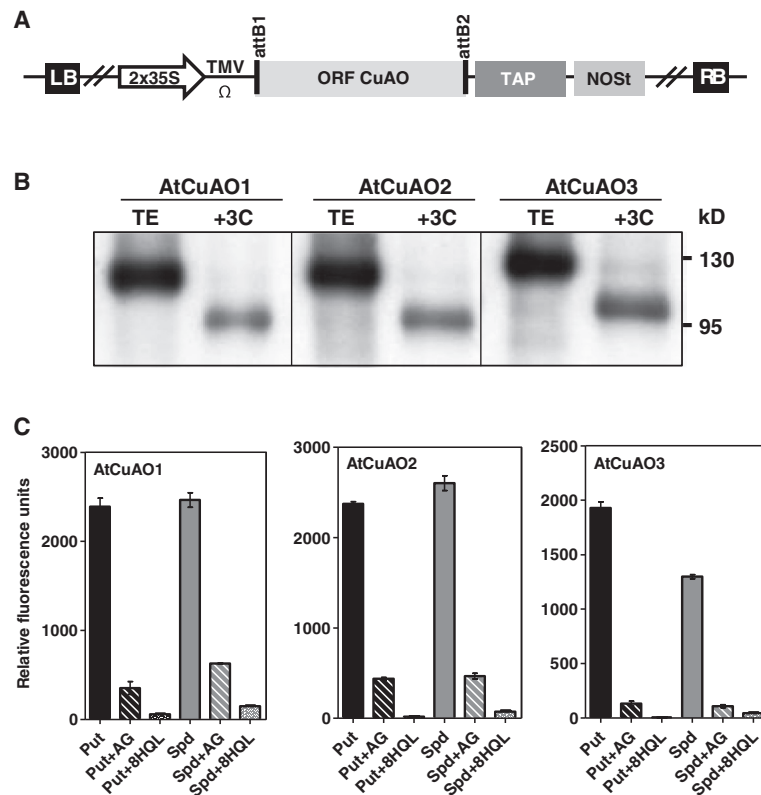 A
LB 2x35S TMV Ω attB1 ORF CuAO attB2 TAP NOSt RB
B
AtCuAO1 AtCuAO2 AtCuAO3
TE +3C TE +3C TE +3C kD
130
95
C
Relative fluorescence units
3000
2000
1000
0
AtCuAO1
Put
Put+AG
Put+8HQL
Spd
Spd+AG
Spd+8HQL
3000
2000
1000
0
AtCuAO2
Put
Put+AG
Put+8HQL
Spd
Spd+AG
Spd+8HQL
2500
2000
1500
1000
500
0
AtCuAO3
Put
Put+AG
Put+8HQL
Spd
Spd+AG
Spd+8HQL